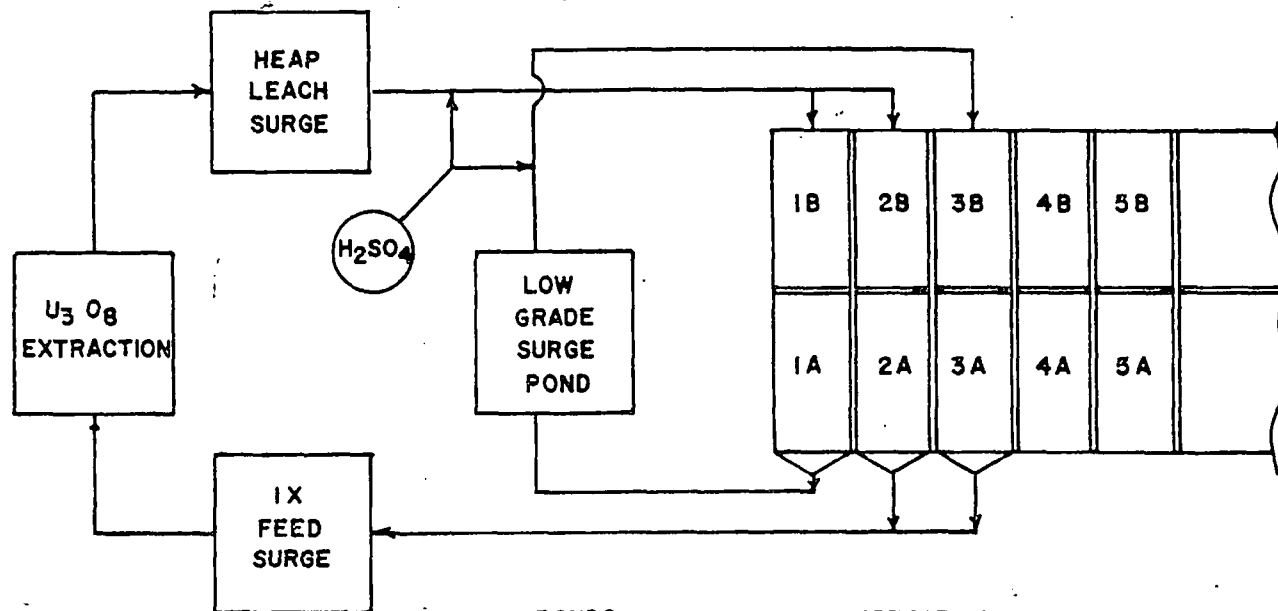 HEAP
LEACH
SURGE
H2SO4
U3 O8
EXTRACTION
LOW
GRADE
SURGE
POND
1X
FEED
SURGE
1B 2B 3B 4B 5B
1A 2A 3A 4A 5A